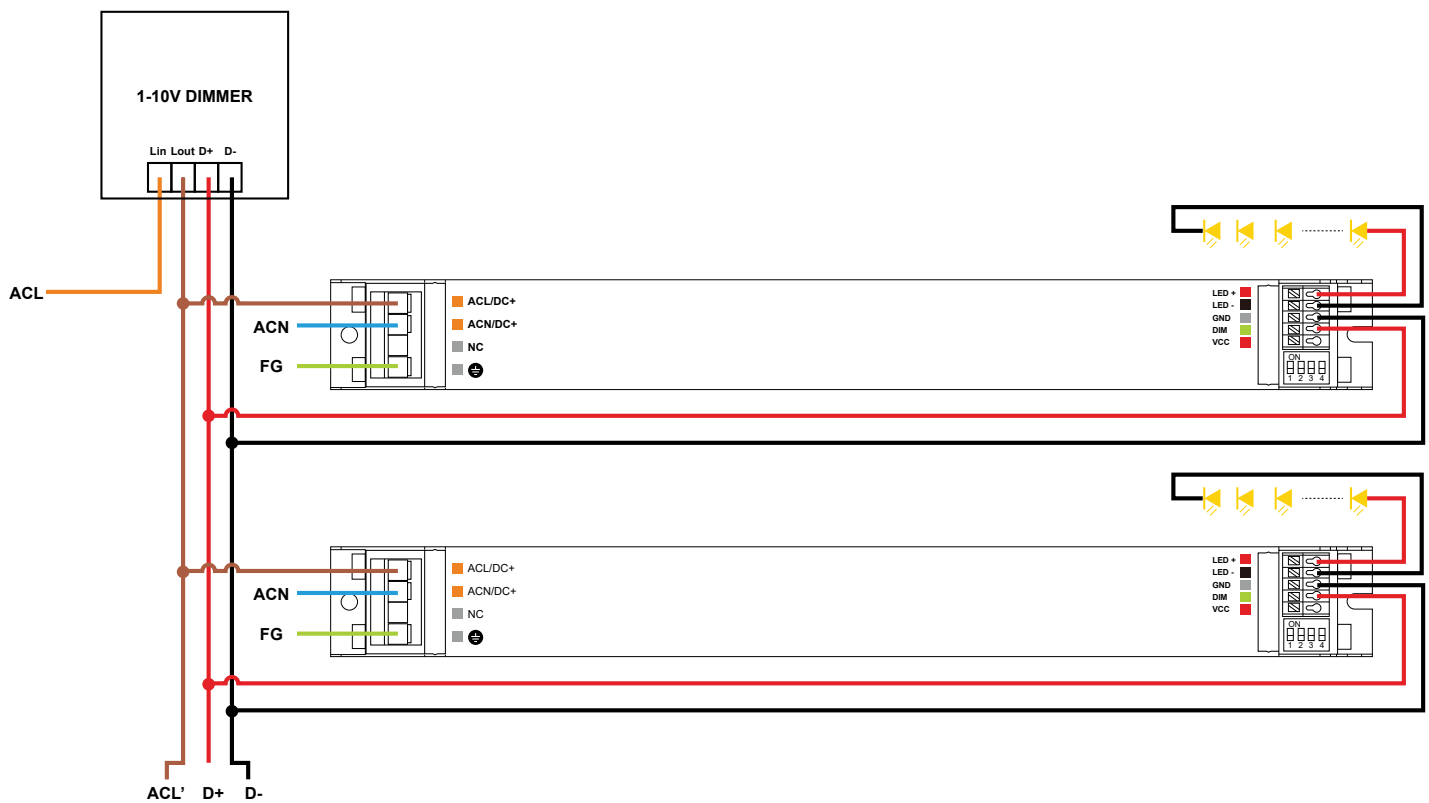 1-10V DIMMER
Lin Lout D+ D-
ACL
ACN
FG
ACL/DC+
ACN/DC+
NC
LED +
LED -
GND
DIM
VCC
ON
1 2 3 4
ACN
FG
ACL/DC+
ACN/DC+
NC
LED +
LED -
GND
DIM
VCC
ON
1 2 3 4
ACL' D+ D-